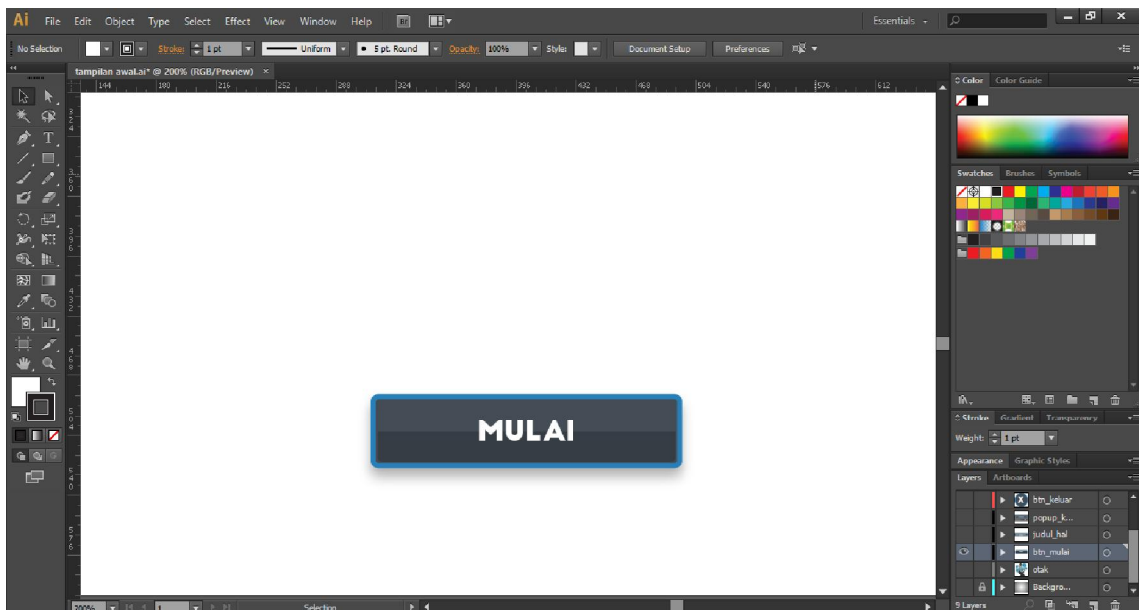 Ai File Edit Object Type Select Effect View Window Help Br Essentials
No Selection Stroke: 1 pt Uniform 5 pt. Round Opacity: 100% Style: Document Setup Preferences
tampilan awal.ai* @ 200% (RGB/Preview) ×
144 180 216 252 288 324 360 396 432 468 504 540 576 612
Color Color Guide
Swatches Brushes Symbols
MULAI
Stroke Gradient Transparency
Weight: 1 pt
Appearance Graphic Styles
Layers Artboards
btn_keluar
popup_k...
judul_hal
btn_mulai
otak
Backgro...
9 Layers
200% 1 Selection